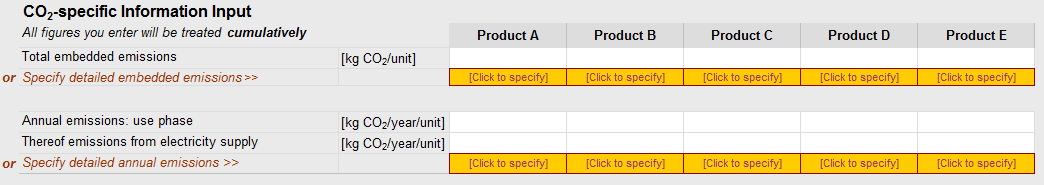 CO₂-specific Information Input
All figures you enter will be treated cumulatively
Product A Product B Product C Product D Product E
Total embedded emissions [kg CO₂/unit]
or Specify detailed embedded emissions>> [Click to specify] [Click to specify] [Click to specify] [Click to specify] [Click to specify]
Annual emissions: use phase [kg CO₂/year/unit]
Thereof emissions from electricity supply [kg CO₂/year/unit]
or Specify detailed annual emissions >> [Click to specify] [Click to specify] [Click to specify] [Click to specify] [Click to specify]